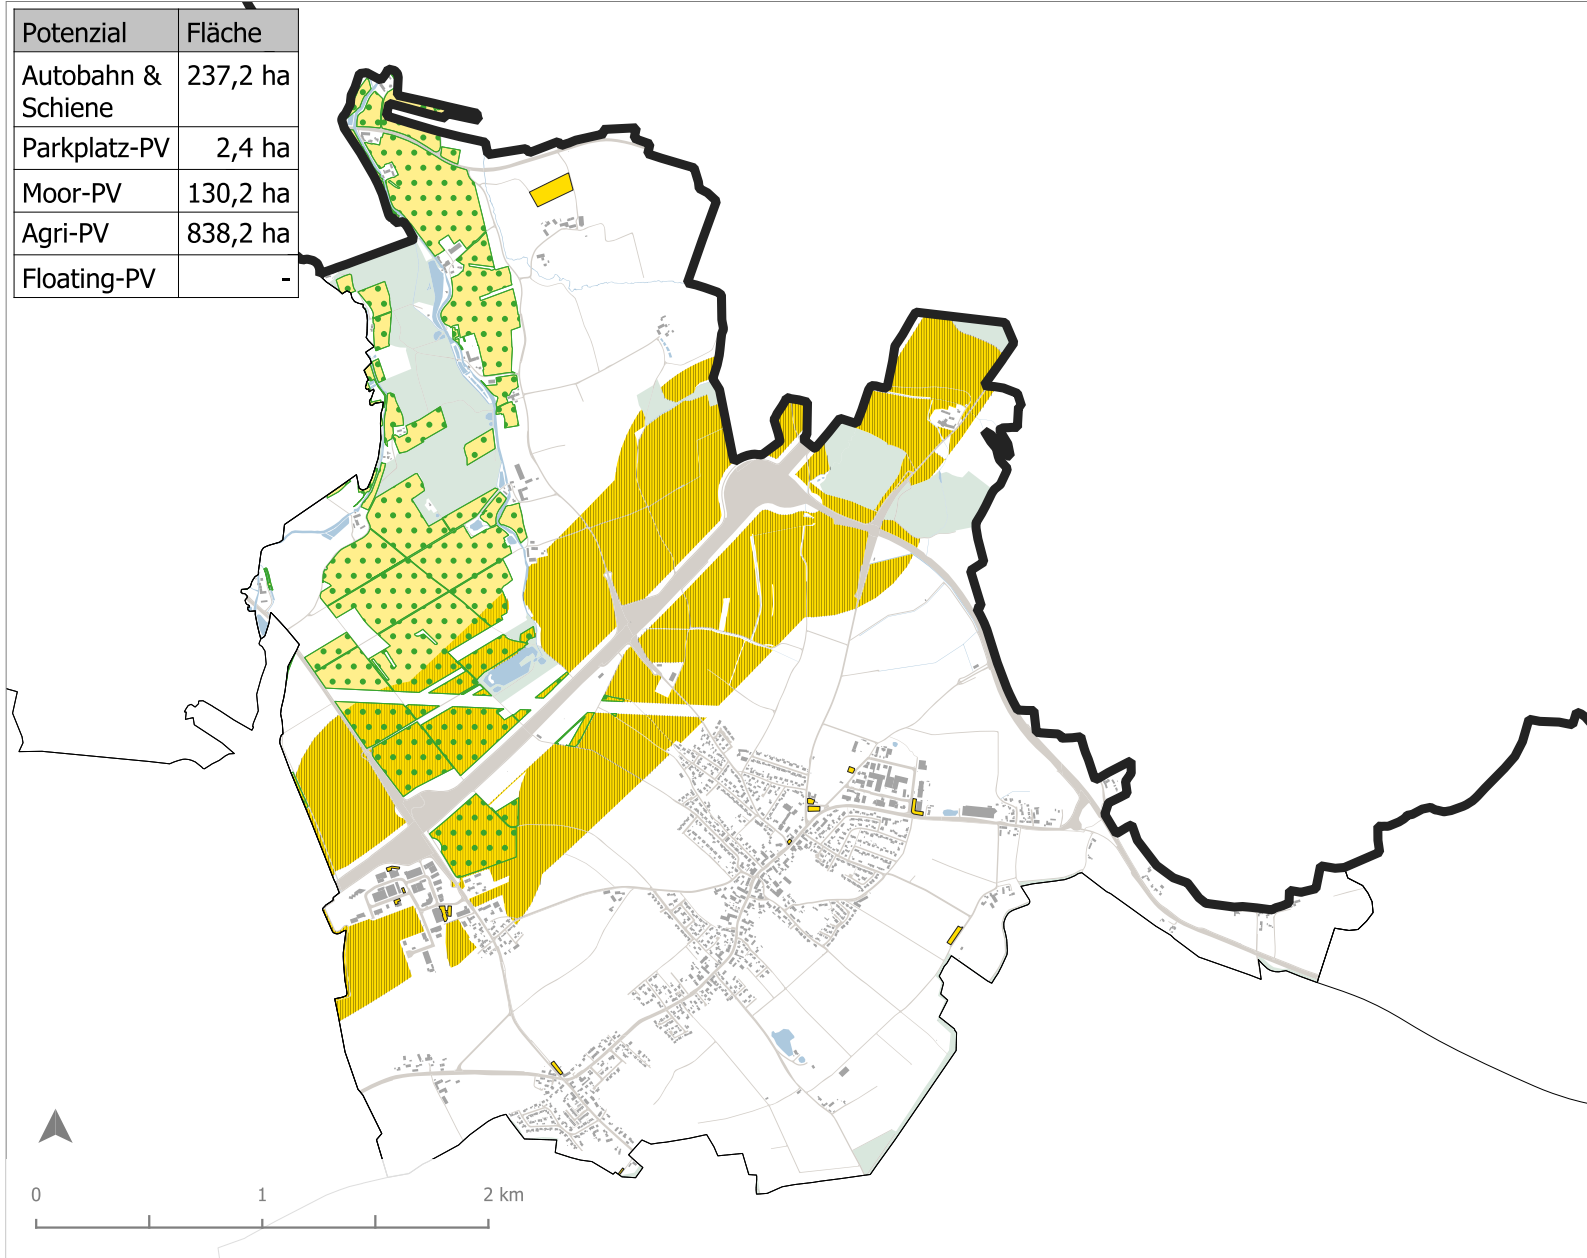 Potenzial Fläche
Autobahn & 237,2 ha
Schiene
Parkplatz-PV 2,4 ha
Moor-PV 130,2 ha
Agri-PV 838,2 ha
Floating-PV -
0 1 2 km